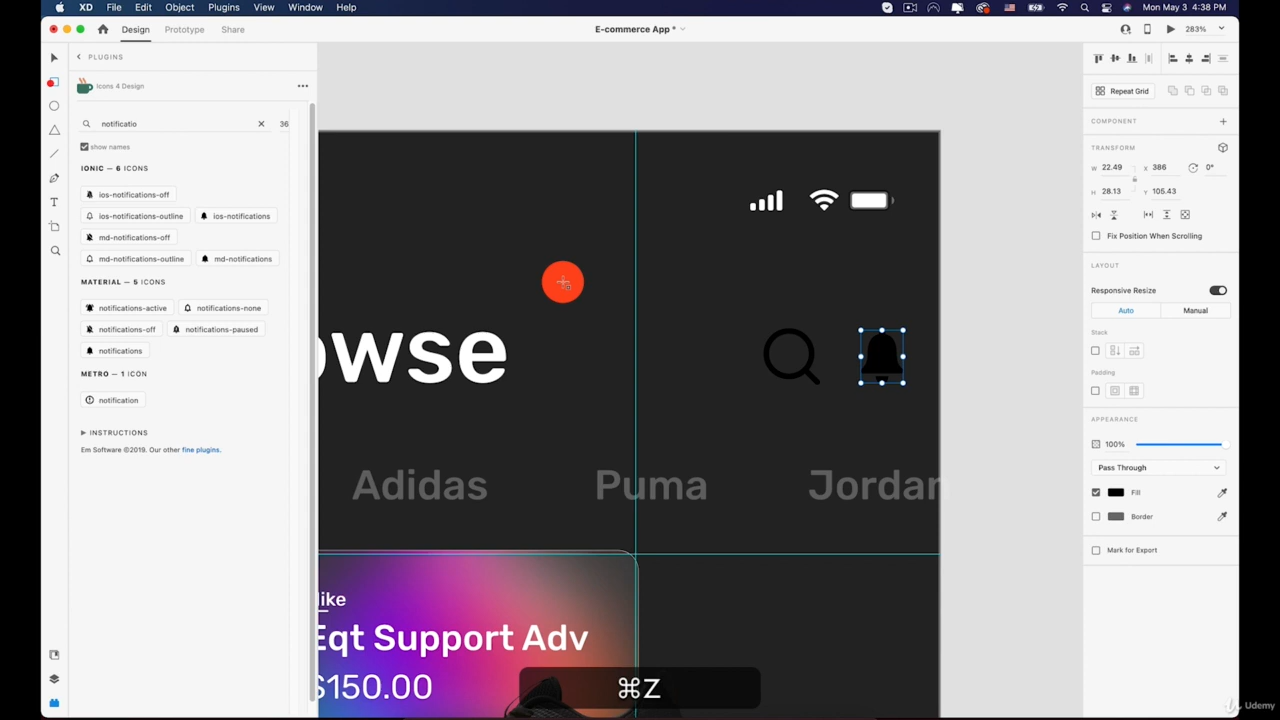 XD File Edit Object Plugins View Window Help
Mon May 3 4:38 PM
Design Prototype Share
E-commerce App *
283%
PLUGINS
Icons 4 Design
notificatio
36
show names
IONIC — 6 ICONS
ios-notifications-off
ios-notifications-outline
ios-notifications
md-notifications-off
md-notifications-outline
md-notifications
MATERIAL — 5 ICONS
notifications-active
notifications-none
notifications-off
notifications-paused
notifications
METRO — 1 ICON
notification
INSTRUCTIONS
Em Software ©2019. Our other fine plugins.
owse
Adidas
Puma
Jordan
like
Eqt Support Adv
$150.00
⌘Z
Repeat Grid
COMPONENT
TRANSFORM
W 22.49 X 386 0°
H 28.13 Y 105.43
Fix Position When Scrolling
LAYOUT
Responsive Resize
Auto Manual
Stack
Padding
APPEARANCE
100%
Pass Through
Fill
Border
Mark for Export
Udemy